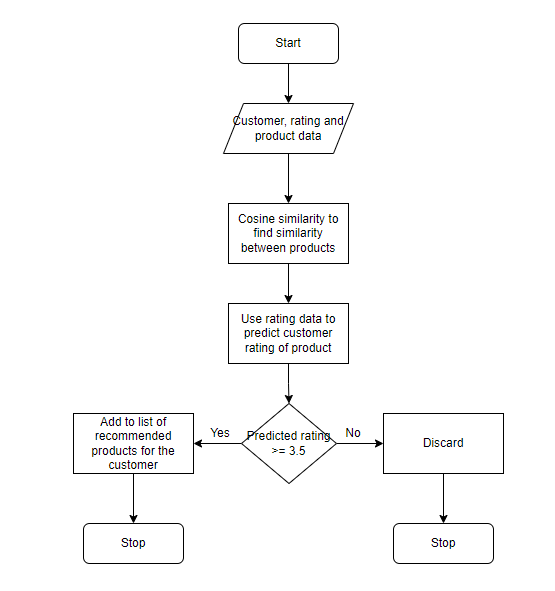 Start
Customer, rating and
product data
Cosine similarity to
find similarity
between products
Use rating data to
predict customer
rating of product
Predicted rating
>= 3.5
Yes
No
Add to list of
recommended
products for the
customer
Discard
Stop
Stop